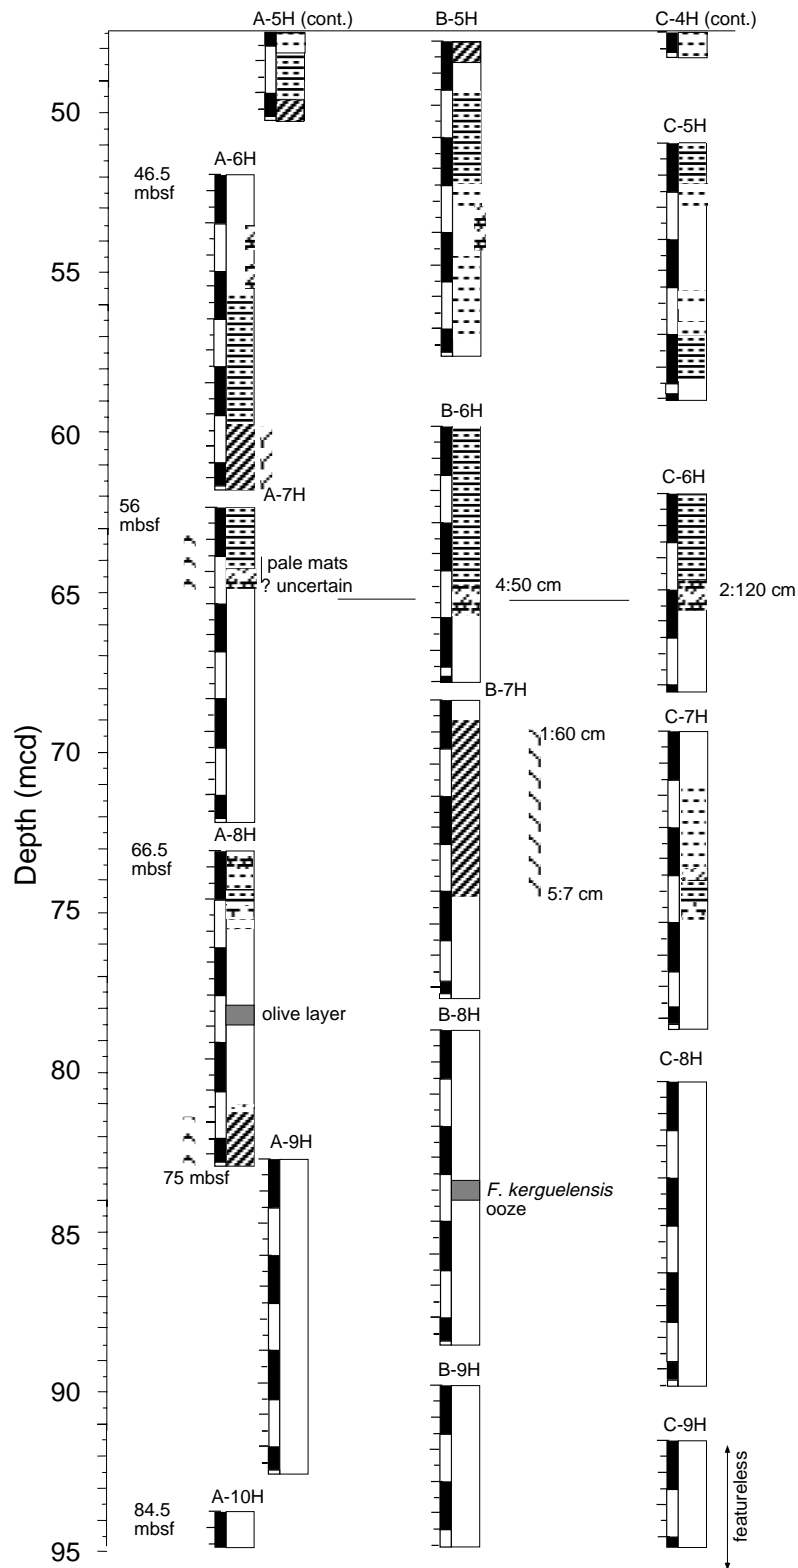 A-5H (cont.)
B-5H
C-4H (cont.)
50
C-5H
A-6H
46.5
mbsf
55
B-6H
60
C-6H
A-7H
56
mbsf
pale mats
? uncertain
4:50 cm
2:120 cm
65
B-7H
C-7H
1:60 cm
70
Depth (mcd)
A-8H
66.5
mbsf
5:7 cm
75
olive layer
B-8H
C-8H
80
A-9H
75 mbsf
F. kerguelensis
ooze
85
B-9H
90
C-9H
featureless
A-10H
84.5
mbsf
95